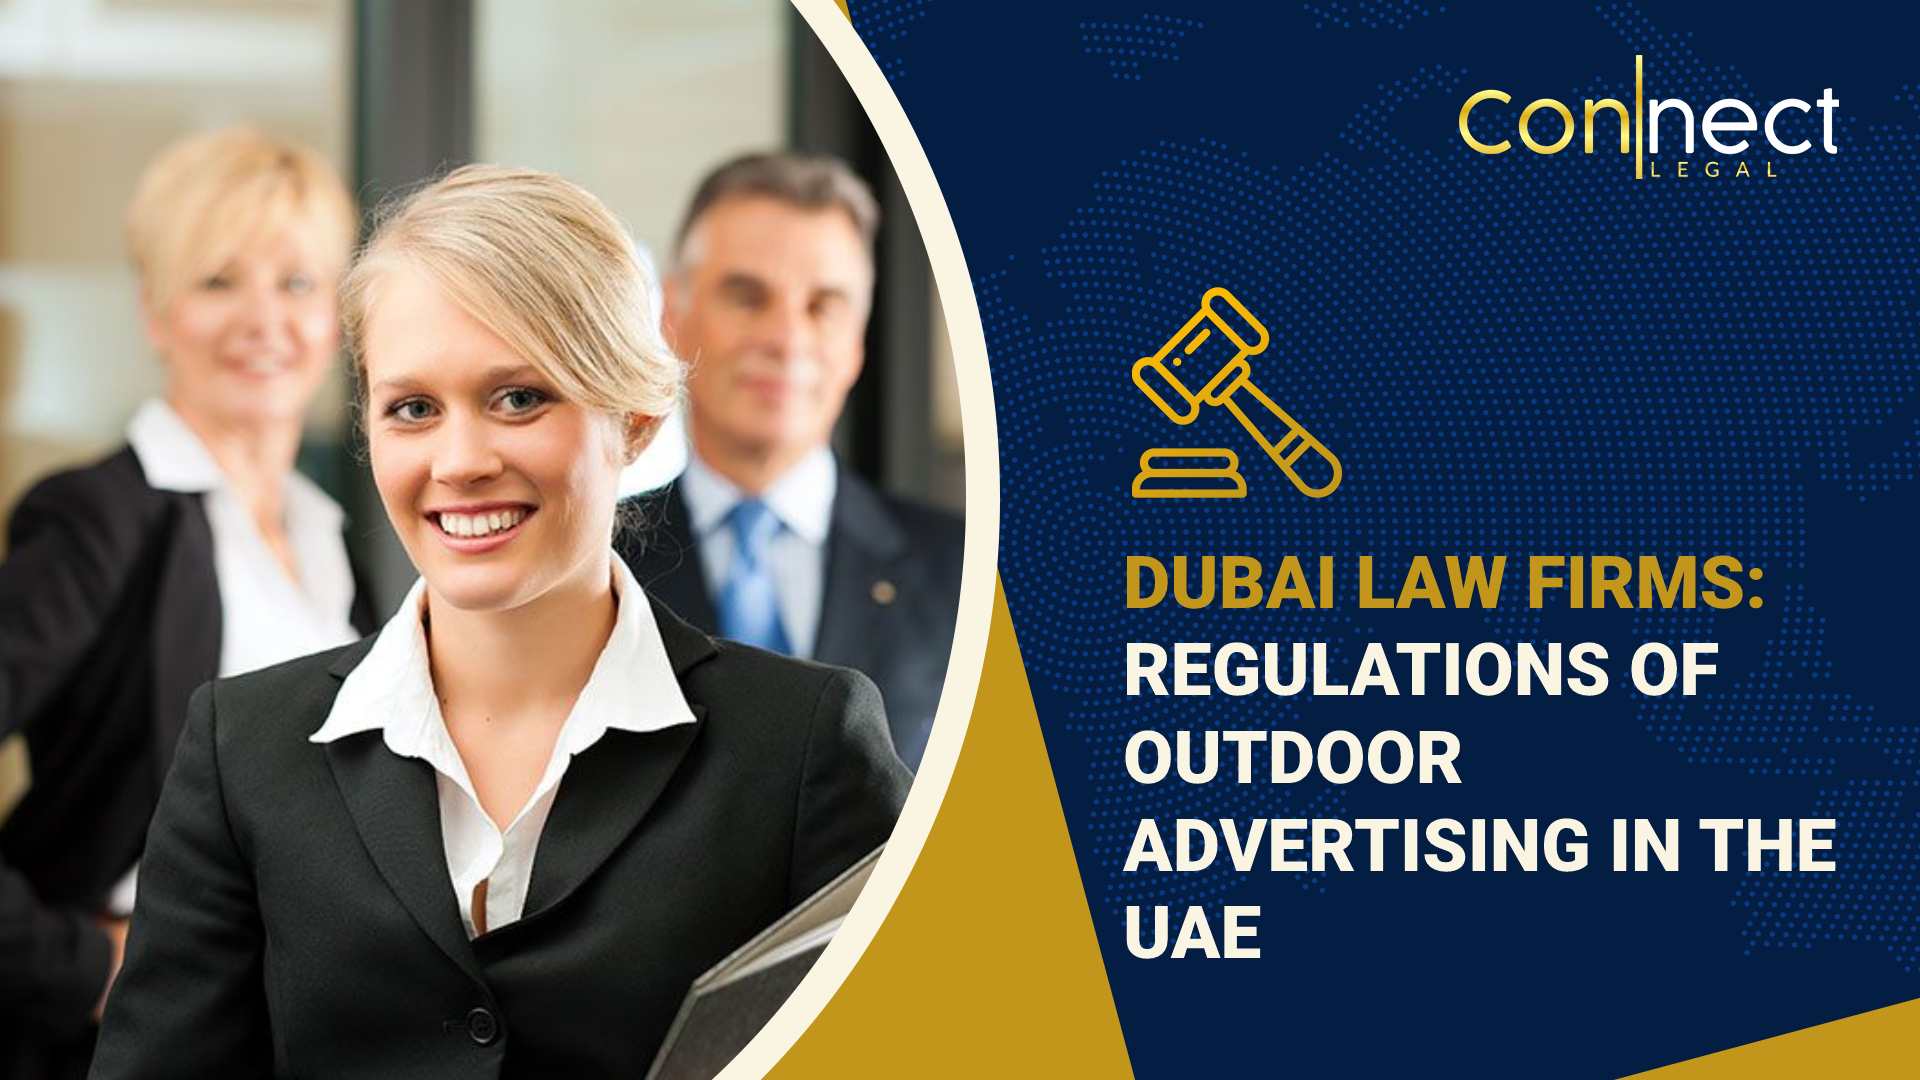 connect
LEGAL
DUBAI LAW FIRMS:
REGULATIONS OF
OUTDOOR
ADVERTISING IN THE
UAE